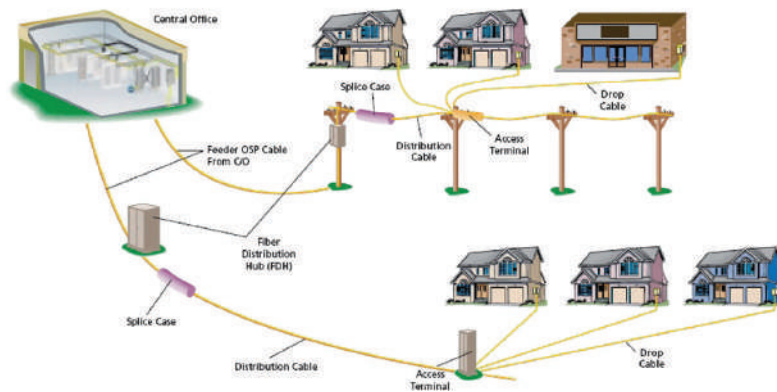 Central Office
Splice Case
Drop
Cable
Feeder OSP Cable
From C/O
Distribution
Cable
Access
Terminal
Fiber
Distribution
Hub (FDH)
Splice Case
Distribution Cable
Access
Terminal
Drop
Cable